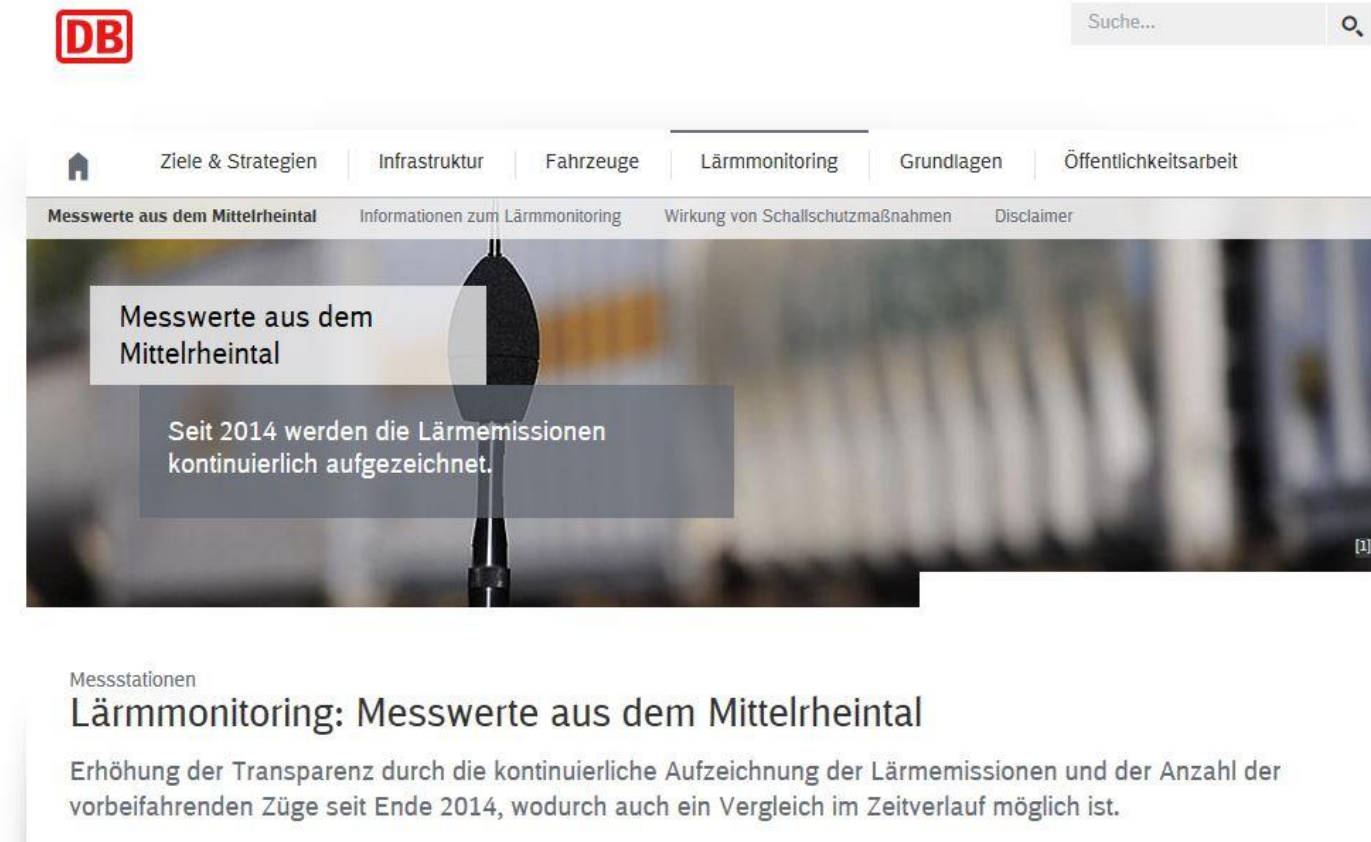 DB
Suche...
Ziele & Strategien Infrastruktur Fahrzeuge Lärmmonitoring Grundlagen Öffentlichkeitsarbeit
Messwerte aus dem Mittelrheintal Informationen zum Lärmmonitoring Wirkung von Schallschutzmaßnahmen Disclaimer
Messwerte aus dem
Mittelrheintal
Seit 2014 werden die Lärmemissionen
kontinuierlich aufgezeichnet.
[1]
Messstationen
Lärmmonitoring: Messwerte aus dem Mittelrheintal
Erhöhung der Transparenz durch die kontinuierliche Aufzeichnung der Lärmemissionen und der Anzahl der
vorbeifahrenden Züge seit Ende 2014, wodurch auch ein Vergleich im Zeitverlauf möglich ist.